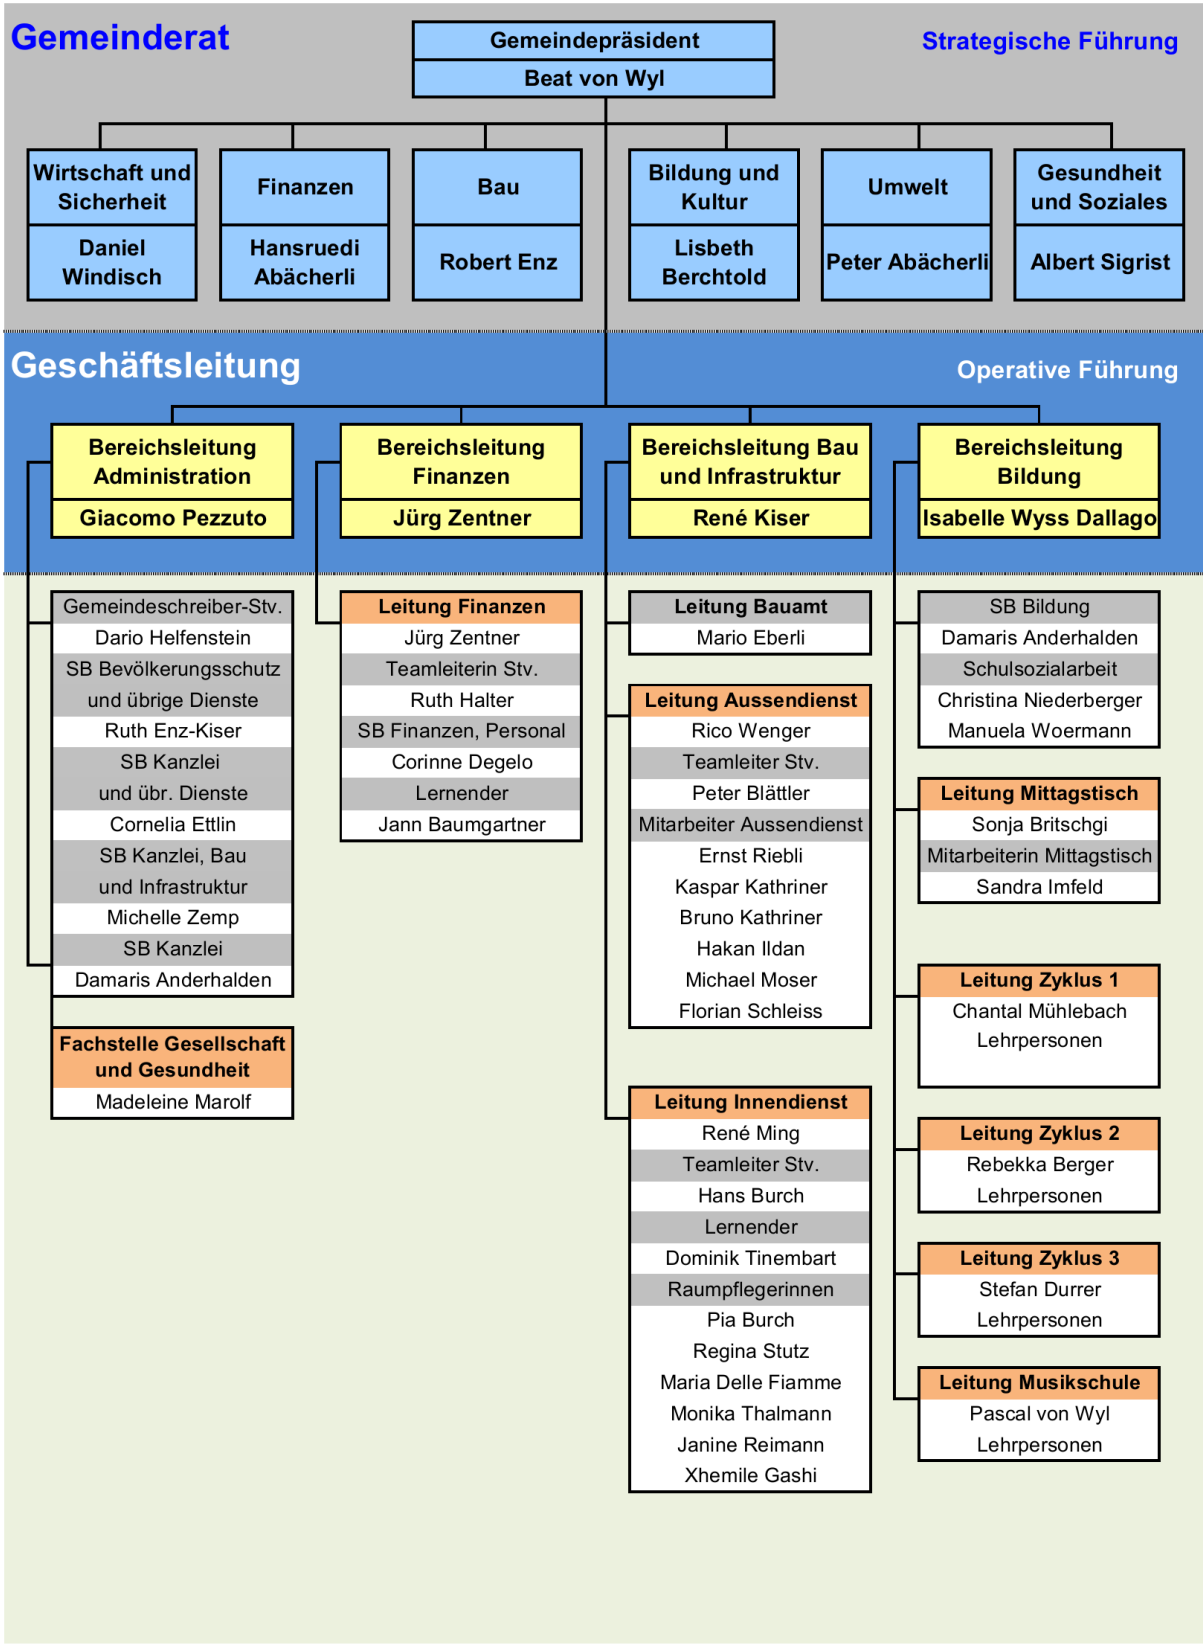 Gemeinderat
Strategische Führung
Gemeindepräsident
Beat von Wyl
Wirtschaft und
Sicherheit
Daniel
Windisch
Finanzen
Hansruedi
Abächerli
Bau
Robert Enz
Bildung und
Kultur
Lisbeth
Berchtold
Umwelt
Peter Abächerli
Gesundheit
und Soziales
Albert Sigrist
Geschäftsleitung
Operative Führung
Bereichsleitung
Administration
Giacomo Pezzuto
Bereichsleitung
Finanzen
Jürg Zentner
Bereichsleitung Bau
und Infrastruktur
René Kiser
Bereichsleitung
Bildung
Isabelle Wyss Dallago
Gemeindeschreiber-Stv.
Dario Helfenstein
SB Bevölkerungsschutz
und übrige Dienste
Ruth Enz-Kiser
SB Kanzlei
und übr. Dienste
Cornelia Ettlin
SB Kanzlei, Bau
und Infrastruktur
Michelle Zemp
SB Kanzlei
Damaris Anderhalden
Fachstelle Gesellschaft
und Gesundheit
Madeleine Marolf
Leitung Finanzen
Jürg Zentner
Teamleiterin Stv.
Ruth Halter
SB Finanzen, Personal
Corinne Degelo
Lernender
Jann Baumgartner
Leitung Bauamt
Mario Eberli
Leitung Aussendienst
Rico Wenger
Teamleiter Stv.
Peter Blättler
Mitarbeiter Aussendienst
Ernst Riebli
Kaspar Kathriner
Bruno Kathriner
Hakan Ildan
Michael Moser
Florian Schleiss
Leitung Innendienst
René Ming
Teamleiter Stv.
Hans Burch
Lernender
Dominik Tinembart
Raumpflegerinnen
Pia Burch
Regina Stutz
Maria Delle Fiamme
Monika Thalmann
Janine Reimann
Xhemile Gashi
SB Bildung
Damaris Anderhalden
Schulsozialarbeit
Christina Niederberger
Manuela Woermann
Leitung Mittagstisch
Sonja Britschgi
Mitarbeiterin Mittagstisch
Sandra Imfeld
Leitung Zyklus 1
Chantal Mühlebach
Lehrpersonen
Leitung Zyklus 2
Rebekka Berger
Lehrpersonen
Leitung Zyklus 3
Stefan Durrer
Lehrpersonen
Leitung Musikschule
Pascal von Wyl
Lehrpersonen